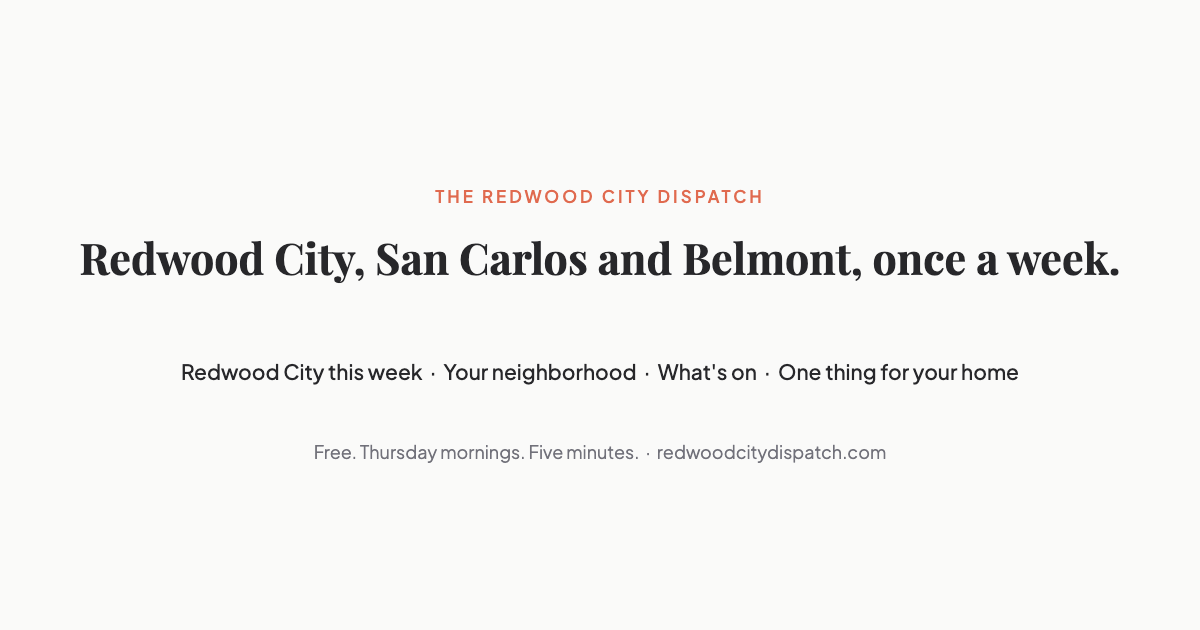 THE REDWOOD CITY DISPATCH
Redwood City, San Carlos and Belmont, once a week.
Redwood City this week · Your neighborhood · What's on · One thing for your home
Free. Thursday mornings. Five minutes. · redwoodcitydispatch.com